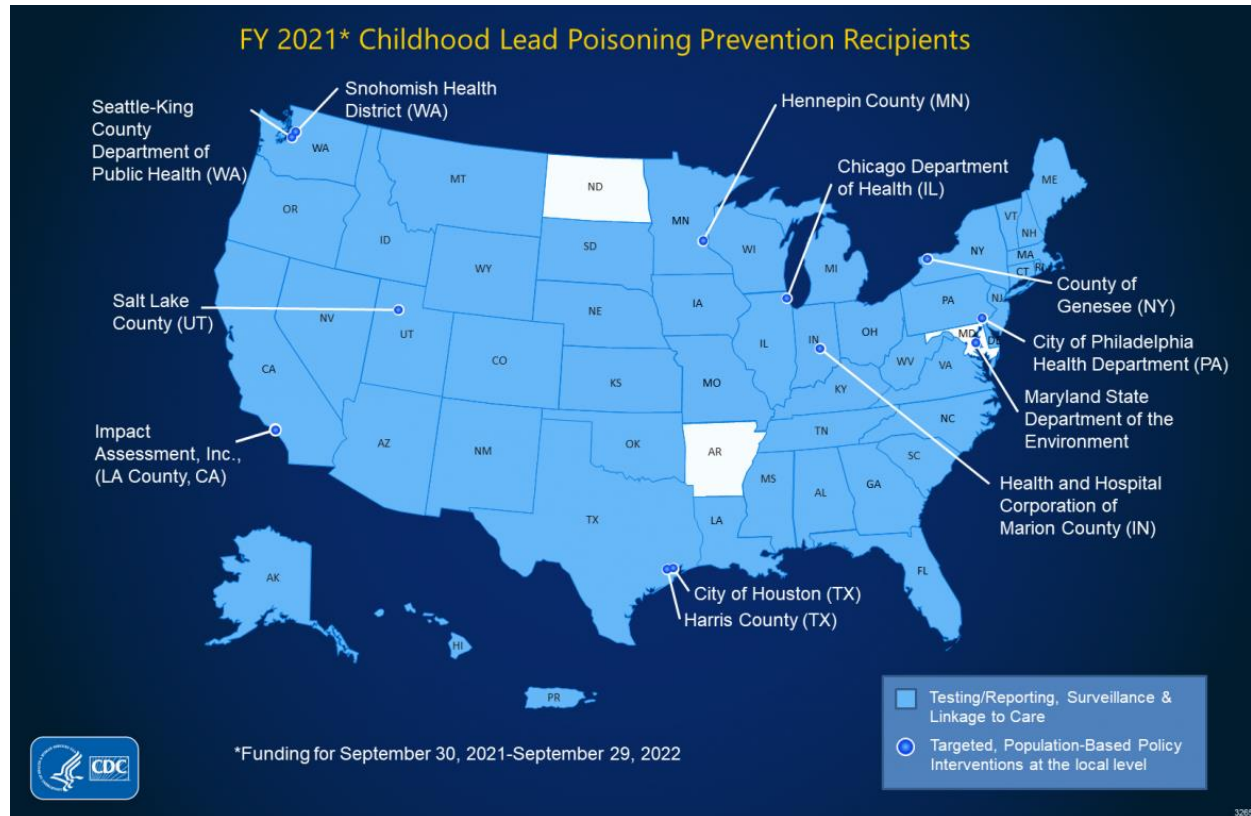 FY 2021* Childhood Lead Poisoning Prevention Recipients
Seattle-King
County
Department of
Public Health (WA)
Snohomish Health
District (WA)
Hennepin County (MN)
Chicago Department
of Health (IL)
County of
Genesee (NY)
City of Philadelphia
Health Department (PA)
Maryland State
Department of the
Environment
Health and Hospital
Corporation of
Marion County (IN)
Salt Lake
County (UT)
Impact
Assessment, Inc.,
(LA County, CA)
City of Houston (TX)
Harris County (TX)
WA
MT
ND
MN
ME
OR
ID
SD
WI
MI
VT
NH
NY
MA
CT
RI
WY
IA
NE
PA
NJ
NV
UT
CO
IL
IN
OH
MD
DE
WV
VA
CA
KS
MO
KY
NC
TN
AZ
NM
OK
AR
SC
MS
AL
GA
TX
LA
FL
AK
HI
PR
Testing/Reporting, Surveillance &
Linkage to Care
Targeted, Population-Based Policy
Interventions at the local level
*Funding for September 30, 2021-September 29, 2022
CDC